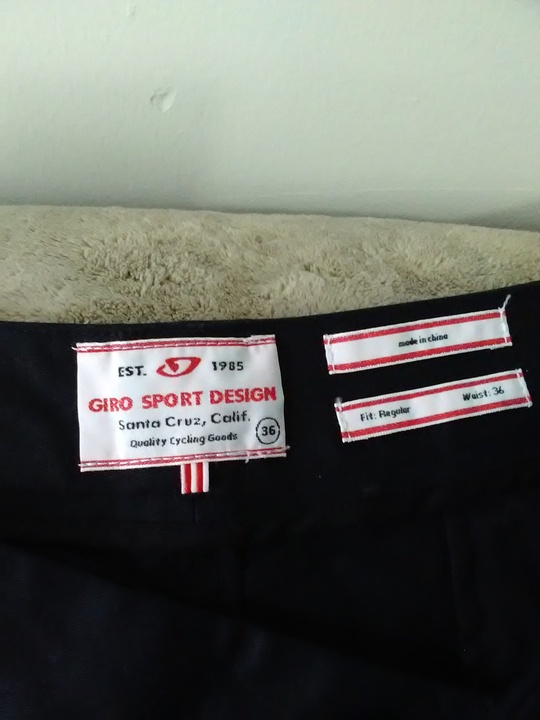 EST. 1985
GIRO SPORT DESIGN
Santa Cruz, Calif.
Quality Cycling Goods
36
made in china
Fit: Regular Waist: 36